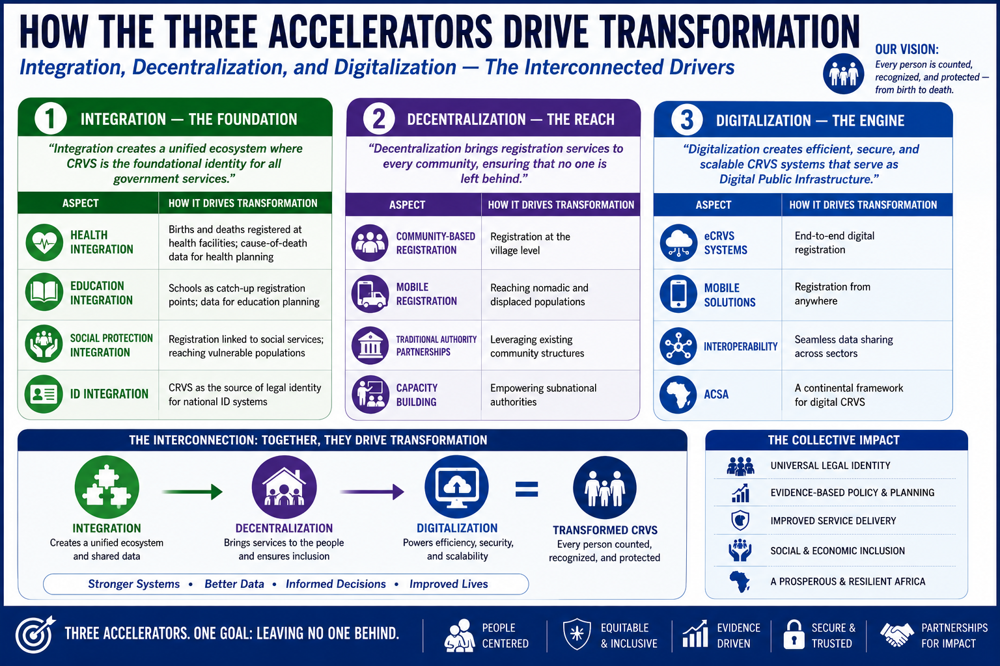 HOW THE THREE ACCELERATORS DRIVE TRANSFORMATION
Integration, Decentralization, and Digitalization — The Interconnected Drivers
OUR VISION:
Every person is counted,
recognized, and protected —
from birth to death.
1 INTEGRATION — THE FOUNDATION
“Integration creates a unified ecosystem where
CRVS is the foundational identity for all
government services.”
ASPECT HOW IT DRIVES TRANSFORMATION
HEALTH
INTEGRATION
Births and deaths registered at
health facilities; cause-of-death
data for health planning
EDUCATION
INTEGRATION
Schools as catch-up registration
points; data for education planning
SOCIAL PROTECTION
INTEGRATION
Registration linked to social services;
reaching vulnerable populations
ID INTEGRATION
CRVS as the source of legal identity
for national ID systems
2 DECENTRALIZATION — THE REACH
“Decentralization brings registration services to
every community, ensuring that no one is
left behind.”
ASPECT HOW IT DRIVES TRANSFORMATION
COMMUNITY-BASED
REGISTRATION
Registration at the
village level
MOBILE
REGISTRATION
Reaching nomadic and
displaced populations
TRADITIONAL AUTHORITY
PARTNERSHIPS
Leveraging existing
community structures
CAPACITY
BUILDING
Empowering subnational
authorities
3 DIGITALIZATION — THE ENGINE
“Digitalization creates efficient, secure, and
scalable CRVS systems that serve as
Digital Public Infrastructure.”
ASPECT HOW IT DRIVES TRANSFORMATION
eCRVS
SYSTEMS
End-to-end digital
registration
MOBILE
SOLUTIONS
Registration from
anywhere
INTEROPERABILITY
Seamless data sharing
across sectors
ACSA
A continental framework
for digital CRVS
THE INTERCONNECTION: TOGETHER, THEY DRIVE TRANSFORMATION
INTEGRATION
Creates a unified ecosystem
and shared data
DECENTRALIZATION
Brings services to the people
and ensures inclusion
DIGITALIZATION
Powers efficiency, security,
and scalability
=
TRANSFORMED CRVS
Every person counted,
recognized, and protected
Stronger Systems • Better Data • Informed Decisions • Improved Lives
THE COLLECTIVE IMPACT
UNIVERSAL LEGAL IDENTITY
EVIDENCE-BASED POLICY & PLANNING
IMPROVED SERVICE DELIVERY
SOCIAL & ECONOMIC INCLUSION
A PROSPEROUS & RESILIENT AFRICA
THREE ACCELERATORS. ONE GOAL: LEAVING NO ONE BEHIND.
PEOPLE
CENTERED
EQUITABLE
& INCLUSIVE
EVIDENCE
DRIVEN
SECURE &
TRUSTED
PARTNERSHIPS
FOR IMPACT